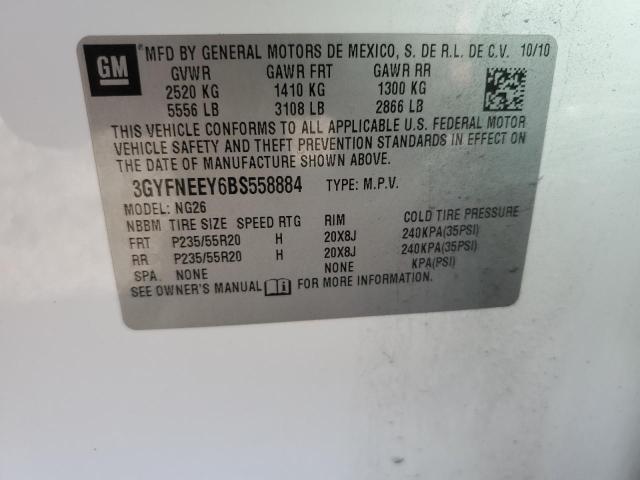 GM
MFD BY GENERAL MOTORS DE MEXICO, S. DE R.L. DE C.V. 10/10
GVWR GAWR FRT GAWR RR
2520 KG 1410 KG 1300 KG
5556 LB 3108 LB 2866 LB
THIS VEHICLE CONFORMS TO ALL APPLICABLE U.S. FEDERAL MOTOR
VEHICLE SAFETY AND THEFT PREVENTION STANDARDS IN EFFECT ON
THE DATE OF MANUFACTURE SHOWN ABOVE.
3GYFNEEY6BS558884 TYPE: M.P.V.
MODEL: NG26
NBBM TIRE SIZE SPEED RTG RIM COLD TIRE PRESSURE
FRT P235/55R20 H 20X8J 240KPA(35PSI)
RR P235/55R20 H 20X8J 240KPA(35PSI)
SPA. NONE NONE KPA(PSI)
SEE OWNER'S MANUAL FOR MORE INFORMATION.